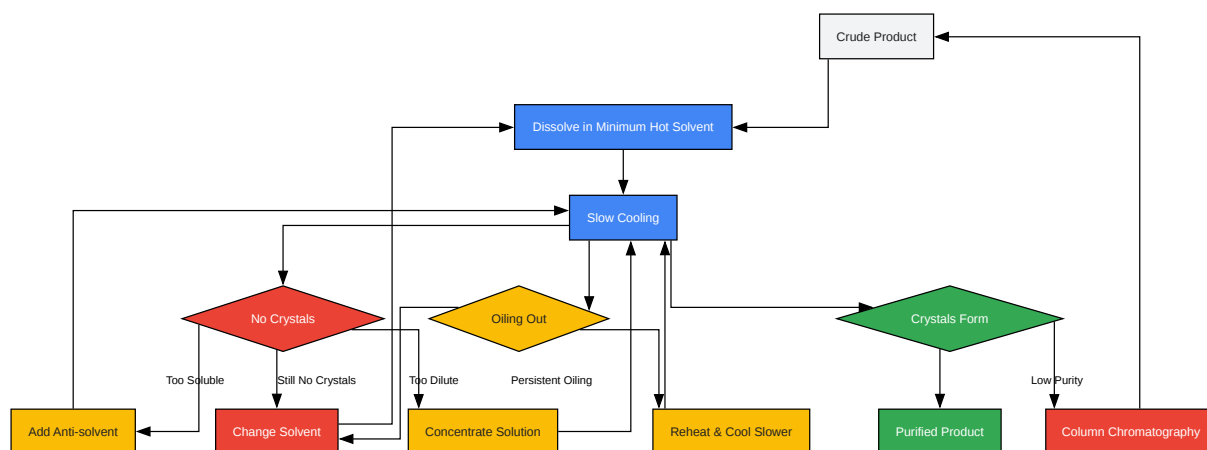 Crude Product
Dissolve in Minimum Hot Solvent
Slow Cooling
No Crystals
Oiling Out
Crystals Form
Too Soluble
Still No Crystals
Too Dilute
Persistent Oiling
Low Purity
Add Anti-solvent
Change Solvent
Concentrate Solution
Reheat & Cool Slower
Purified Product
Column Chromatography